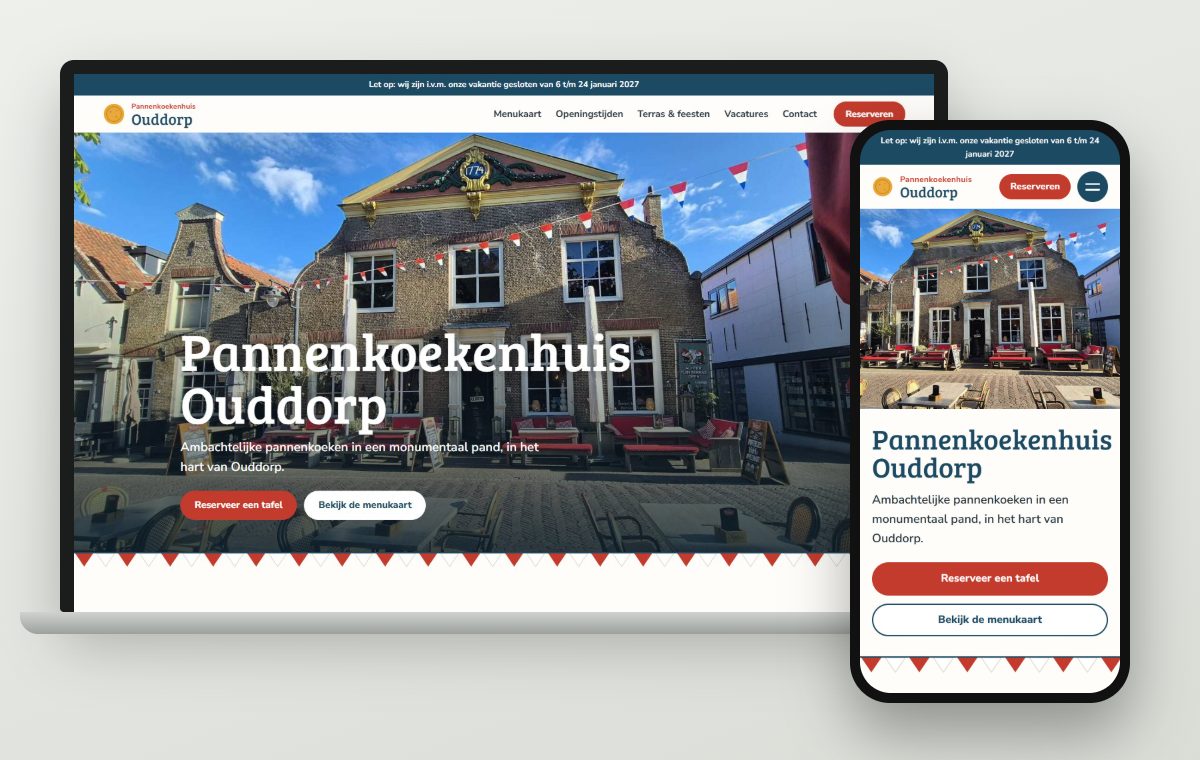 Let op: wij zijn i.v.m. onze vakantie gesloten van 6 t/m 24 januari 2027
Pannenkoekenhuis
Ouddorp
Menukaart Openingstijden Terras & feesten Vacatures Contact Reserveren
1774
Pannenkoekenhuis
Ouddorp
Ambachtelijke pannenkoeken in een monumentaal pand, in het
hart van Ouddorp.
Reserveer een tafel Bekijk de menukaart
Let op: wij zijn i.v.m. onze vakantie gesloten van 6 t/m 24
januari 2027
Pannenkoekenhuis
Ouddorp
Reserveren
Pannenkoekenhuis
Ouddorp
Ambachtelijke pannenkoeken in een
monumentaal pand, in het hart van
Ouddorp.
Reserveer een tafel
Bekijk de menukaart